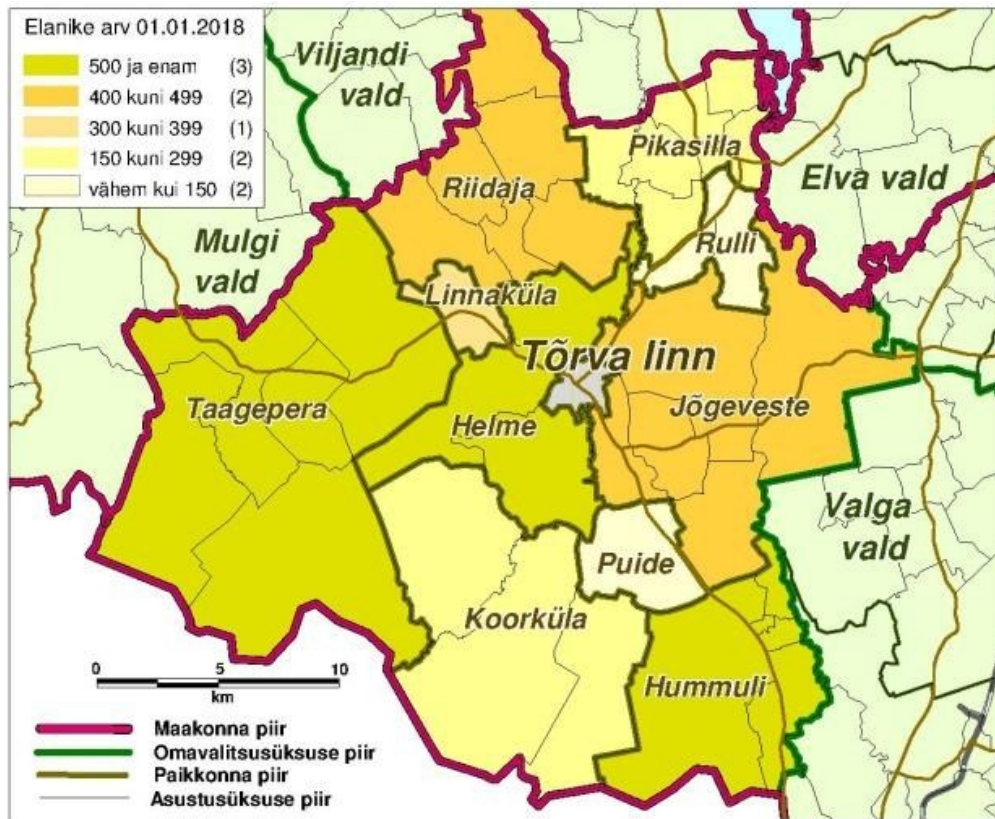 Elanike arv 01.01.2018
500 ja enam (3)
400 kuni 499 (2)
300 kuni 399 (1)
150 kuni 299 (2)
vähem kui 150 (2)
Viljandi
vald
Pikasilla
Elva vald
Riidaja
Mulgi
vald
Rulli
Linnaküla
Tõrva linn
Taagepera
Helme
Jõgeveste
Valga
vald
Puide
Koorküla
Hummuli
0 5 10
km
Maakonna piir
Omavalitsusüksuse piir
Paikkonna piir
Asustusüksuse piir